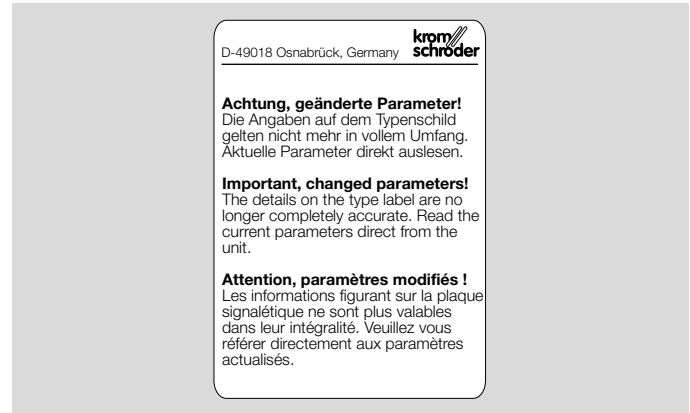 D-49018 Osnabrück, Germany
krom
schröder
Achtung, geänderte Parameter!
Die Angaben auf dem Typenschild
gelten nicht mehr in vollem Umfang.
Aktuelle Parameter direkt auslesen.
Important, changed parameters!
The details on the type label are no
longer completely accurate. Read the
current parameters direct from the
unit.
Attention, paramètres modifiés !
Les informations figurant sur la plaque
signalétique ne sont plus valables
dans leur intégralité. Veuillez vous
référer directement aux paramètres
actualisés.